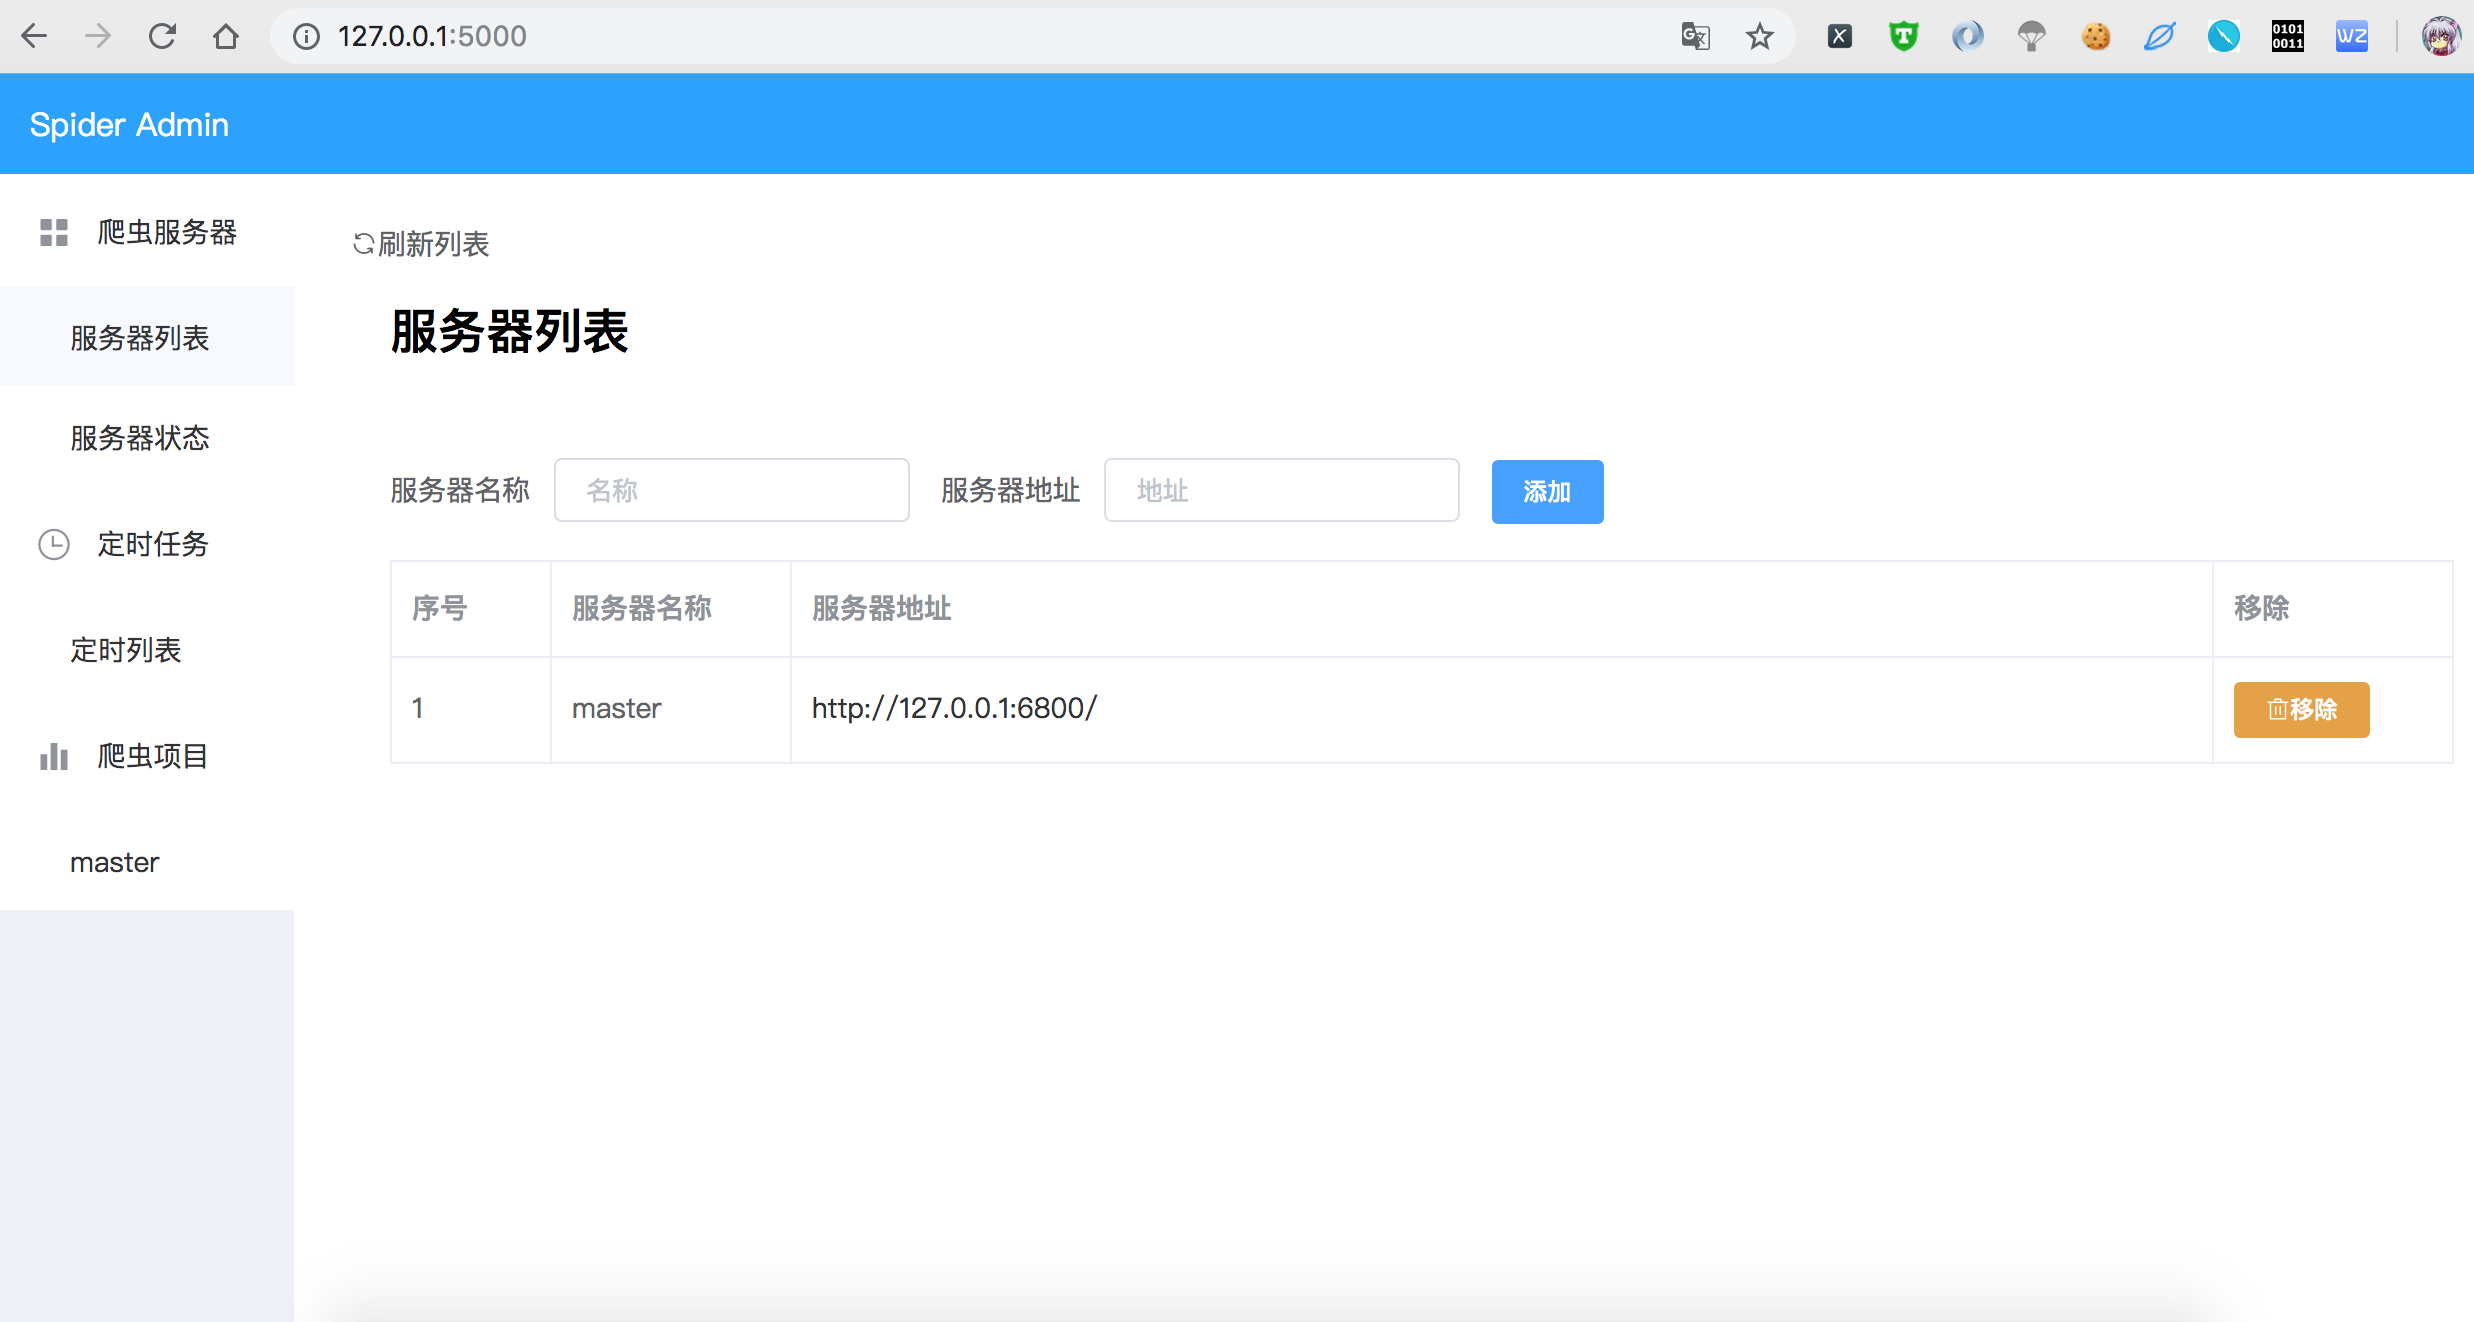 127.0.0.1:5000
0101
0011
WZ
Spider Admin
爬虫服务器
服务器列表
服务器状态
定时任务
定时列表
爬虫项目
master
刷新列表
服务器列表
服务器名称 名称 服务器地址 地址 添加
序号 服务器名称 服务器地址 移除
1 master http://127.0.0.1:6800/ 移除